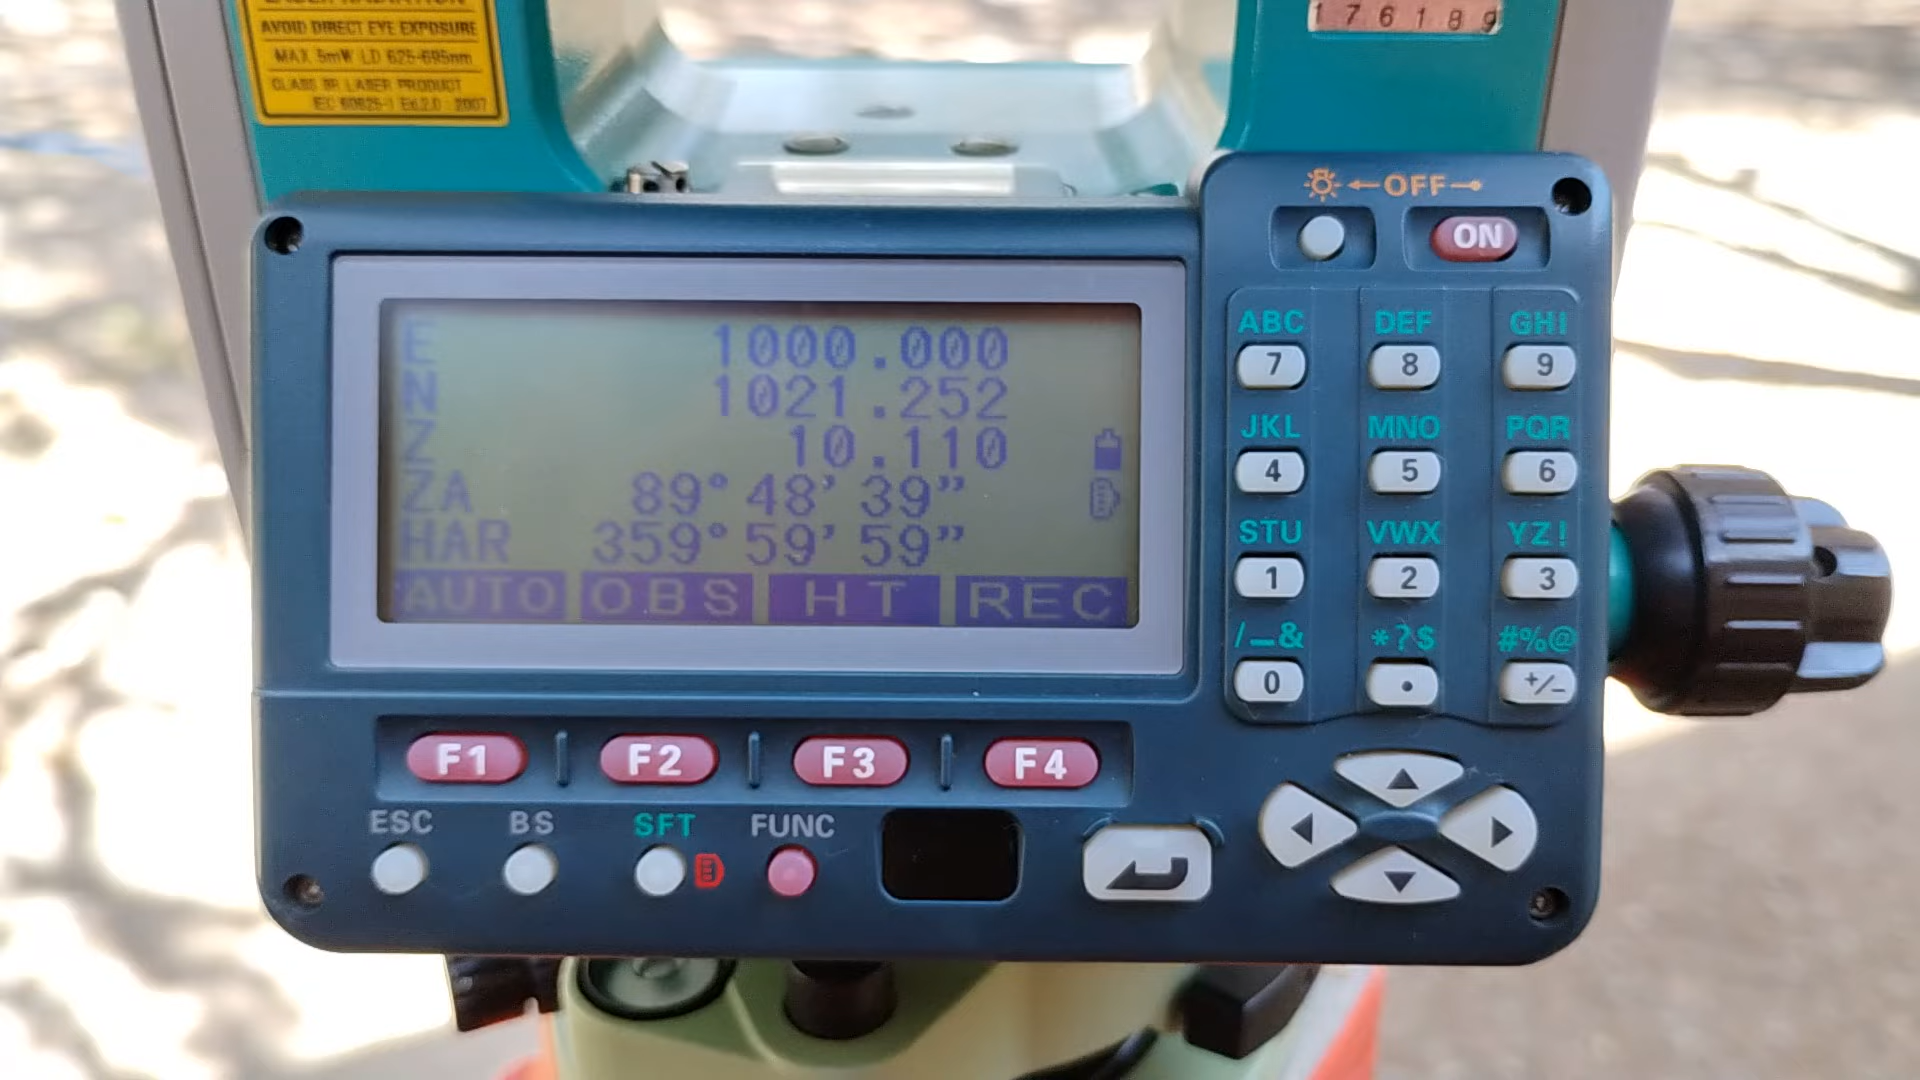 LASER RADIATION
AVOID DIRECT EYE EXPOSURE
MAX. 5mW LD 625-695nm
CLASS 3R LASER PRODUCT
IEC 60825-1 Ed.2.0 : 2007
176189
←OFF→
ON
E 1000.000
N 1021.252
Z 10.110
ZA 89°48'39"
HAR 359°59'59"
AUTO OBS HT REC
ABC DEF GHI
7 8 9
JKL MNO PQR
4 5 6
STU VWX YZ!
1 2 3
/_& *?$ #%@
0 . +/-
F1 F2 F3 F4
ESC BS SFT FUNC